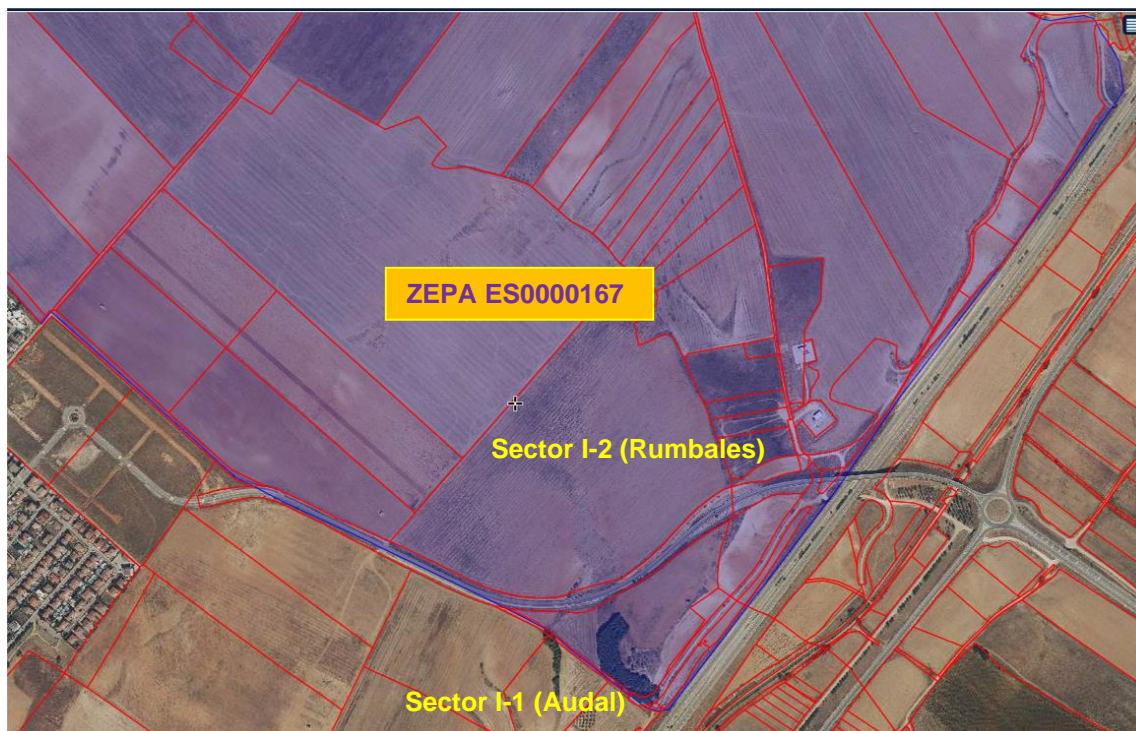 ZEPA ES0000167
Sector I-2 (Rumbales)
Sector I-1 (Audal)